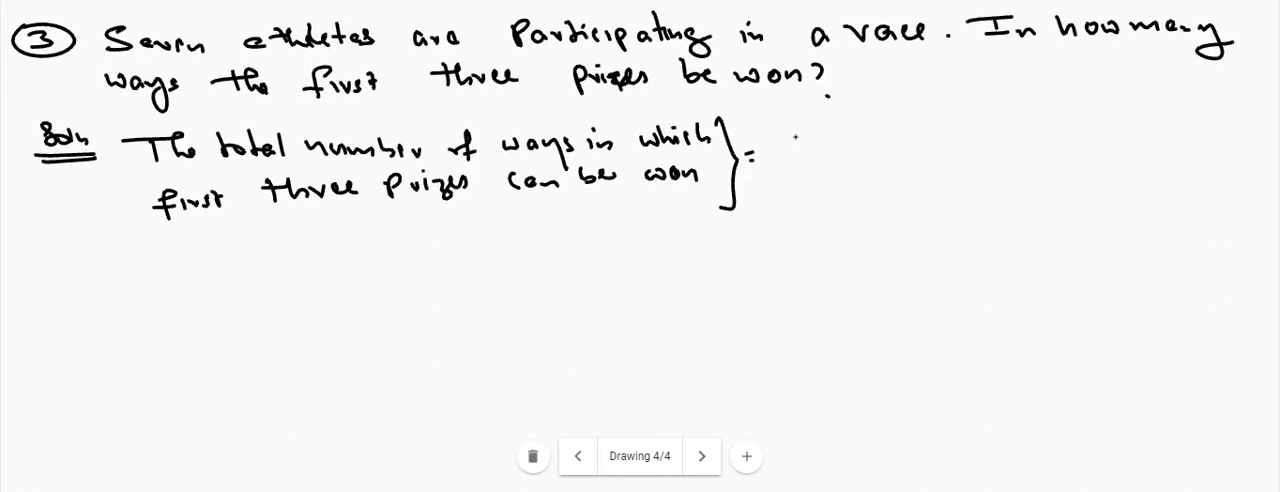 3 Seven athletes are Participating in a race. In how many
ways the first three prizes be won?
Soln The total number of ways in which
first three prizes can be won } =
Drawing 4/4